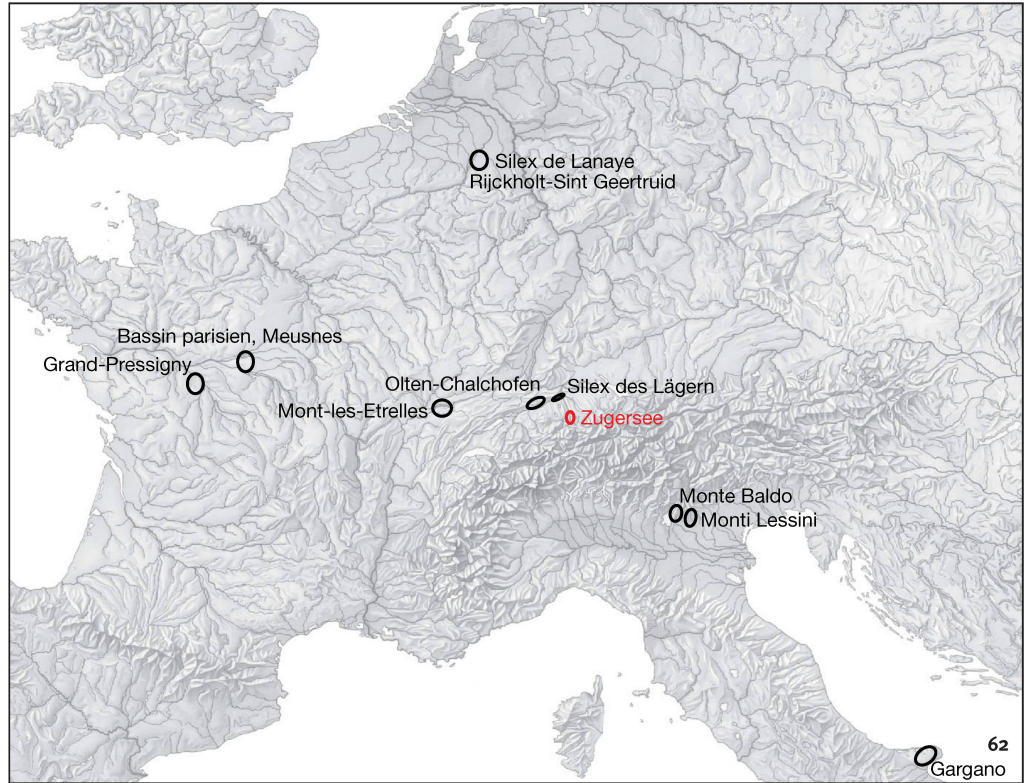 Silex de Lanaye
Rijckholt-Sint Geertruid
Bassin parisien, Meusnes
Grand-Pressigny
Olten-Chalchofen
Silex des Lägern
Mont-les-Etrelles
Zugersee
Monte Baldo
Monti Lessini
62
Gargano